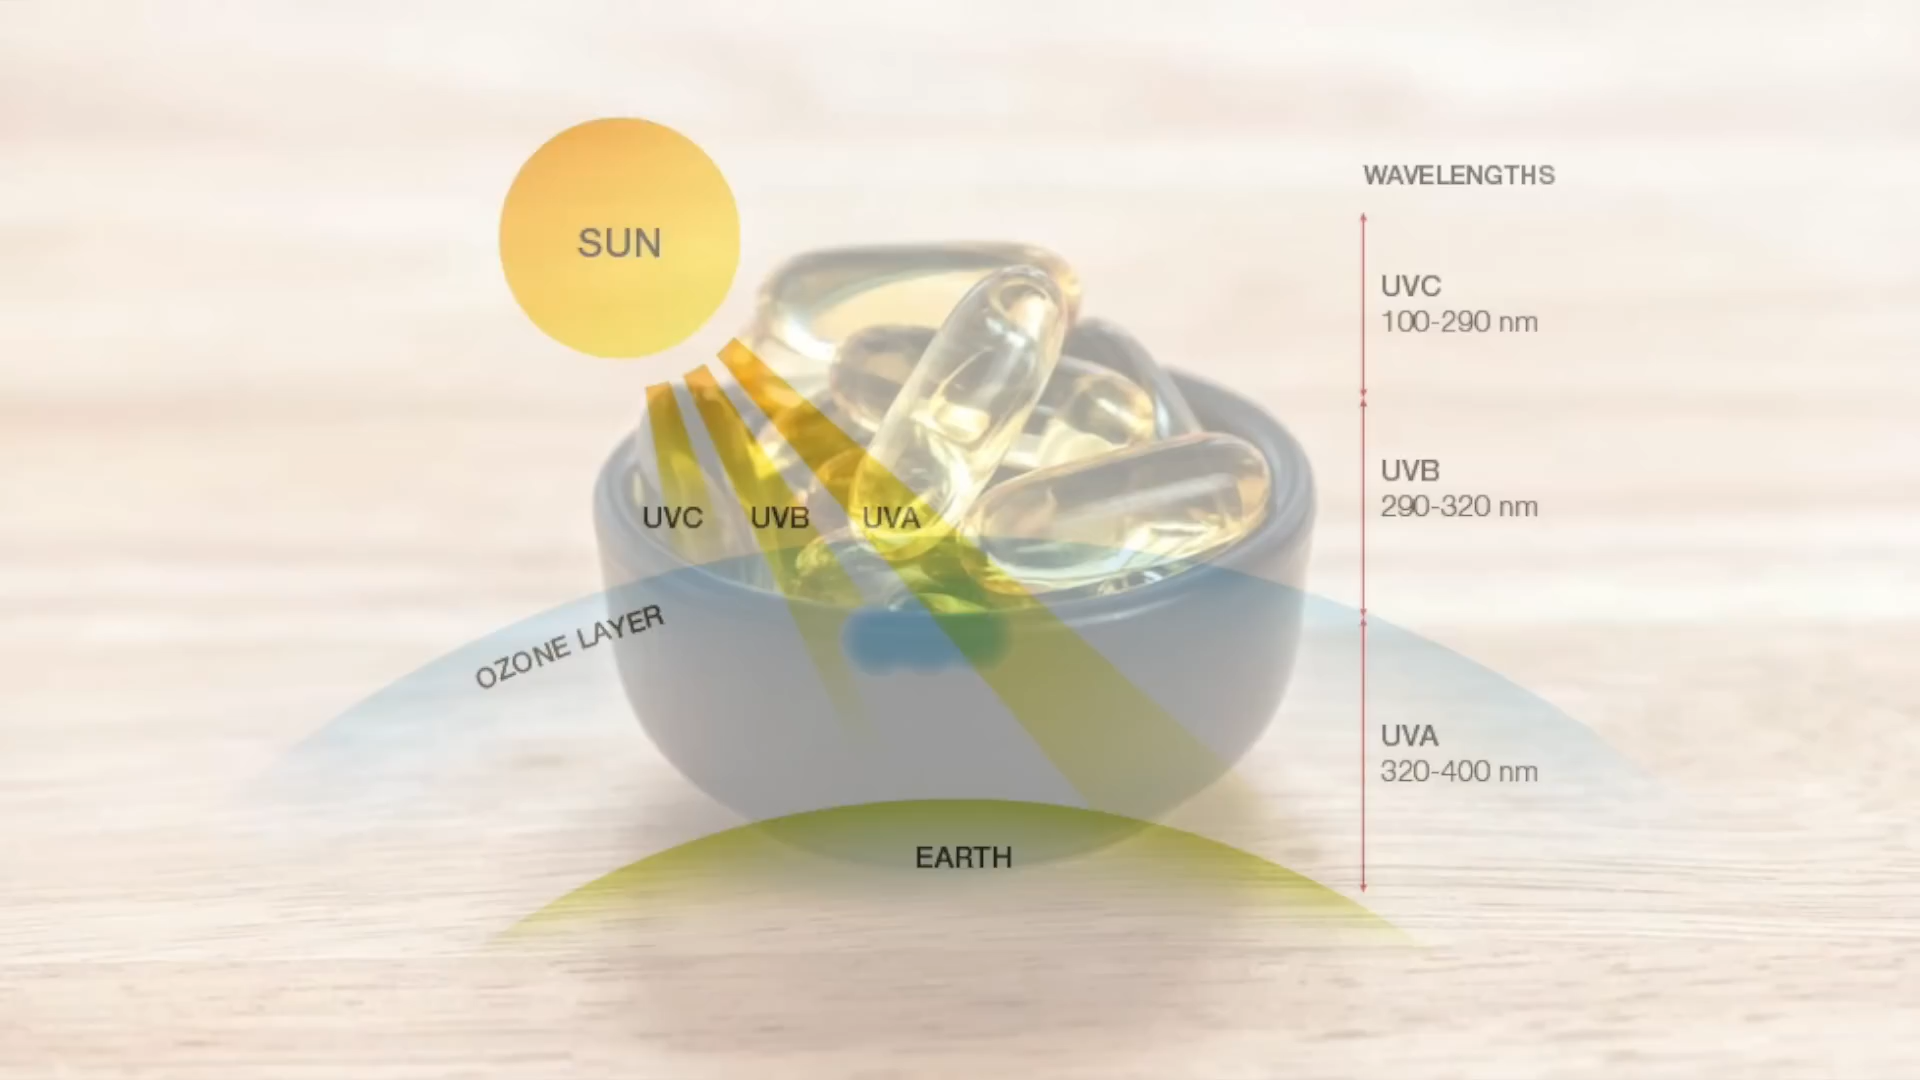 SUN
WAVELENGTHS
UVC
100-290 nm
UVB
290-320 nm
UVC
UVB
UVA
OZONE LAYER
UVA
320-400 nm
EARTH